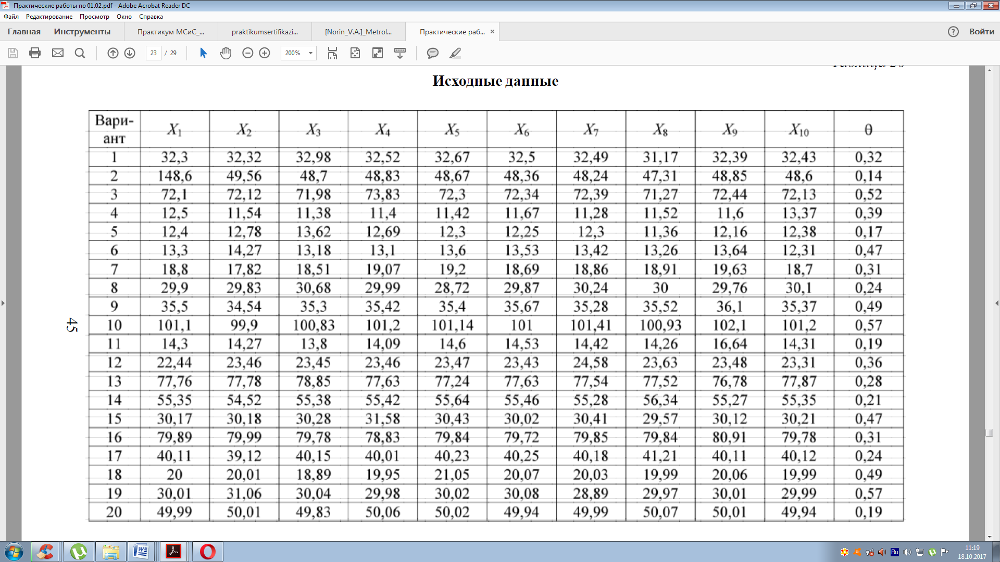 Практические работы по 01.02.pdf - Adobe Acrobat Reader DC
Файл Редактирование Просмотр Окно Справка
Главная Инструменты Практикум МСиС_... praktikumsertifikazi... [Norin_V.A.]_Metrol... Практические раб... ×
Войти
23 / 29 200%
Исходные данные
Вари-
ант X1 X2 X3 X4 X5 X6 X7 X8 X9 X10 θ
1 32,3 32,32 32,98 32,52 32,67 32,5 32,49 31,17 32,39 32,43 0,32
2 148,6 49,56 48,7 48,83 48,67 48,36 48,24 47,31 48,85 48,6 0,14
3 72,1 72,12 71,98 73,83 72,3 72,34 72,39 71,27 72,44 72,13 0,52
4 12,5 11,54 11,38 11,4 11,42 11,67 11,28 11,52 11,6 13,37 0,39
5 12,4 12,78 13,62 12,69 12,3 12,25 12,3 11,36 12,16 12,38 0,17
6 13,3 14,27 13,18 13,1 13,6 13,53 13,42 13,26 13,64 12,31 0,47
7 18,8 17,82 18,51 19,07 19,2 18,69 18,86 18,91 19,63 18,7 0,31
8 29,9 29,83 30,68 29,99 28,72 29,87 30,24 30 29,76 30,1 0,24
9 35,5 34,54 35,3 35,42 35,4 35,67 35,28 35,52 36,1 35,37 0,49
10 101,1 99,9 100,83 101,2 101,14 101 101,41 100,93 102,1 101,2 0,57
11 14,3 14,27 13,8 14,09 14,6 14,53 14,42 14,26 16,64 14,31 0,19
12 22,44 23,46 23,45 23,46 23,47 23,43 24,58 23,63 23,48 23,31 0,36
13 77,76 77,78 78,85 77,63 77,24 77,63 77,54 77,52 76,78 77,87 0,28
14 55,35 54,52 55,38 55,42 55,64 55,46 55,28 56,34 55,27 55,35 0,21
15 30,17 30,18 30,28 31,58 30,43 30,02 30,41 29,57 30,12 30,21 0,47
16 79,89 79,99 79,78 78,83 79,84 79,72 79,85 79,84 80,91 79,78 0,31
17 40,11 39,12 40,15 40,01 40,23 40,25 40,18 41,21 40,11 40,12 0,24
18 20 20,01 18,89 19,95 21,05 20,07 20,03 19,99 20,06 19,99 0,49
19 30,01 31,06 30,04 29,98 30,02 30,08 28,89 29,97 30,01 29,99 0,57
20 49,99 50,01 49,83 50,06 50,02 49,94 49,99 50,07 50,01 49,94 0,19
45
Ru
11:19
18.10.2017